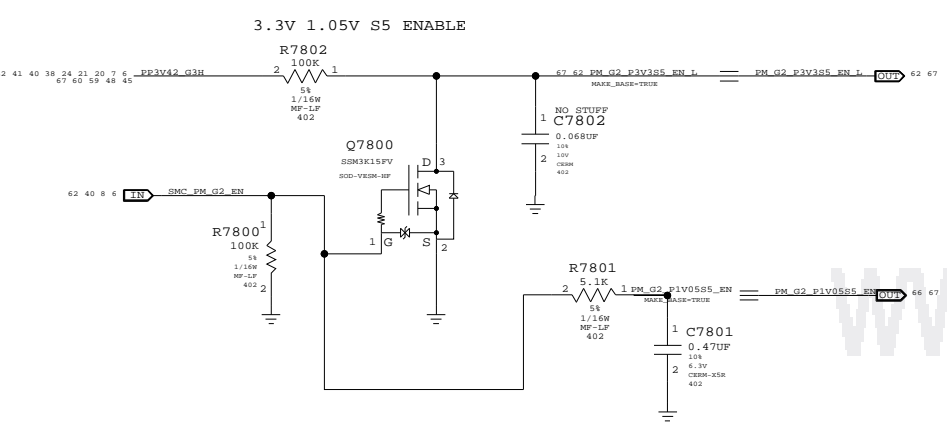 3.3V 1.05V S5 ENABLE
R7802
100K
2 41 40 38 24 21 20 7 6
67 60 59 48 45
PP3V42_G3H
2
1
5%
1/16W
MF-LF
402
67 62
PM_G2_P3V3S5_EN_L
MAKE_BASE=TRUE
PM_G2_P3V3S5_EN_L
OUT
62 67
NO STUFF
1
C7802
0.068UF
10%
10V
CERM
402
2
Q7800
SSM3K15FV
SOD-VESM-HF
D
3
1
G
S
2
62 40 8 6
IN
SMC_PM_G2_EN
R7800
1
100K
5%
1/16W
MF-LF
402
2
R7801
5.1K
2
1
5%
1/16W
MF-LF
402
PM_G2_P1V05S5_EN
MAKE_BASE=TRUE
PM_G2_P1V05S5_EN
OUT
66 67
1
C7801
0.47UF
10%
6.3V
CERM-X5R
402
2
W